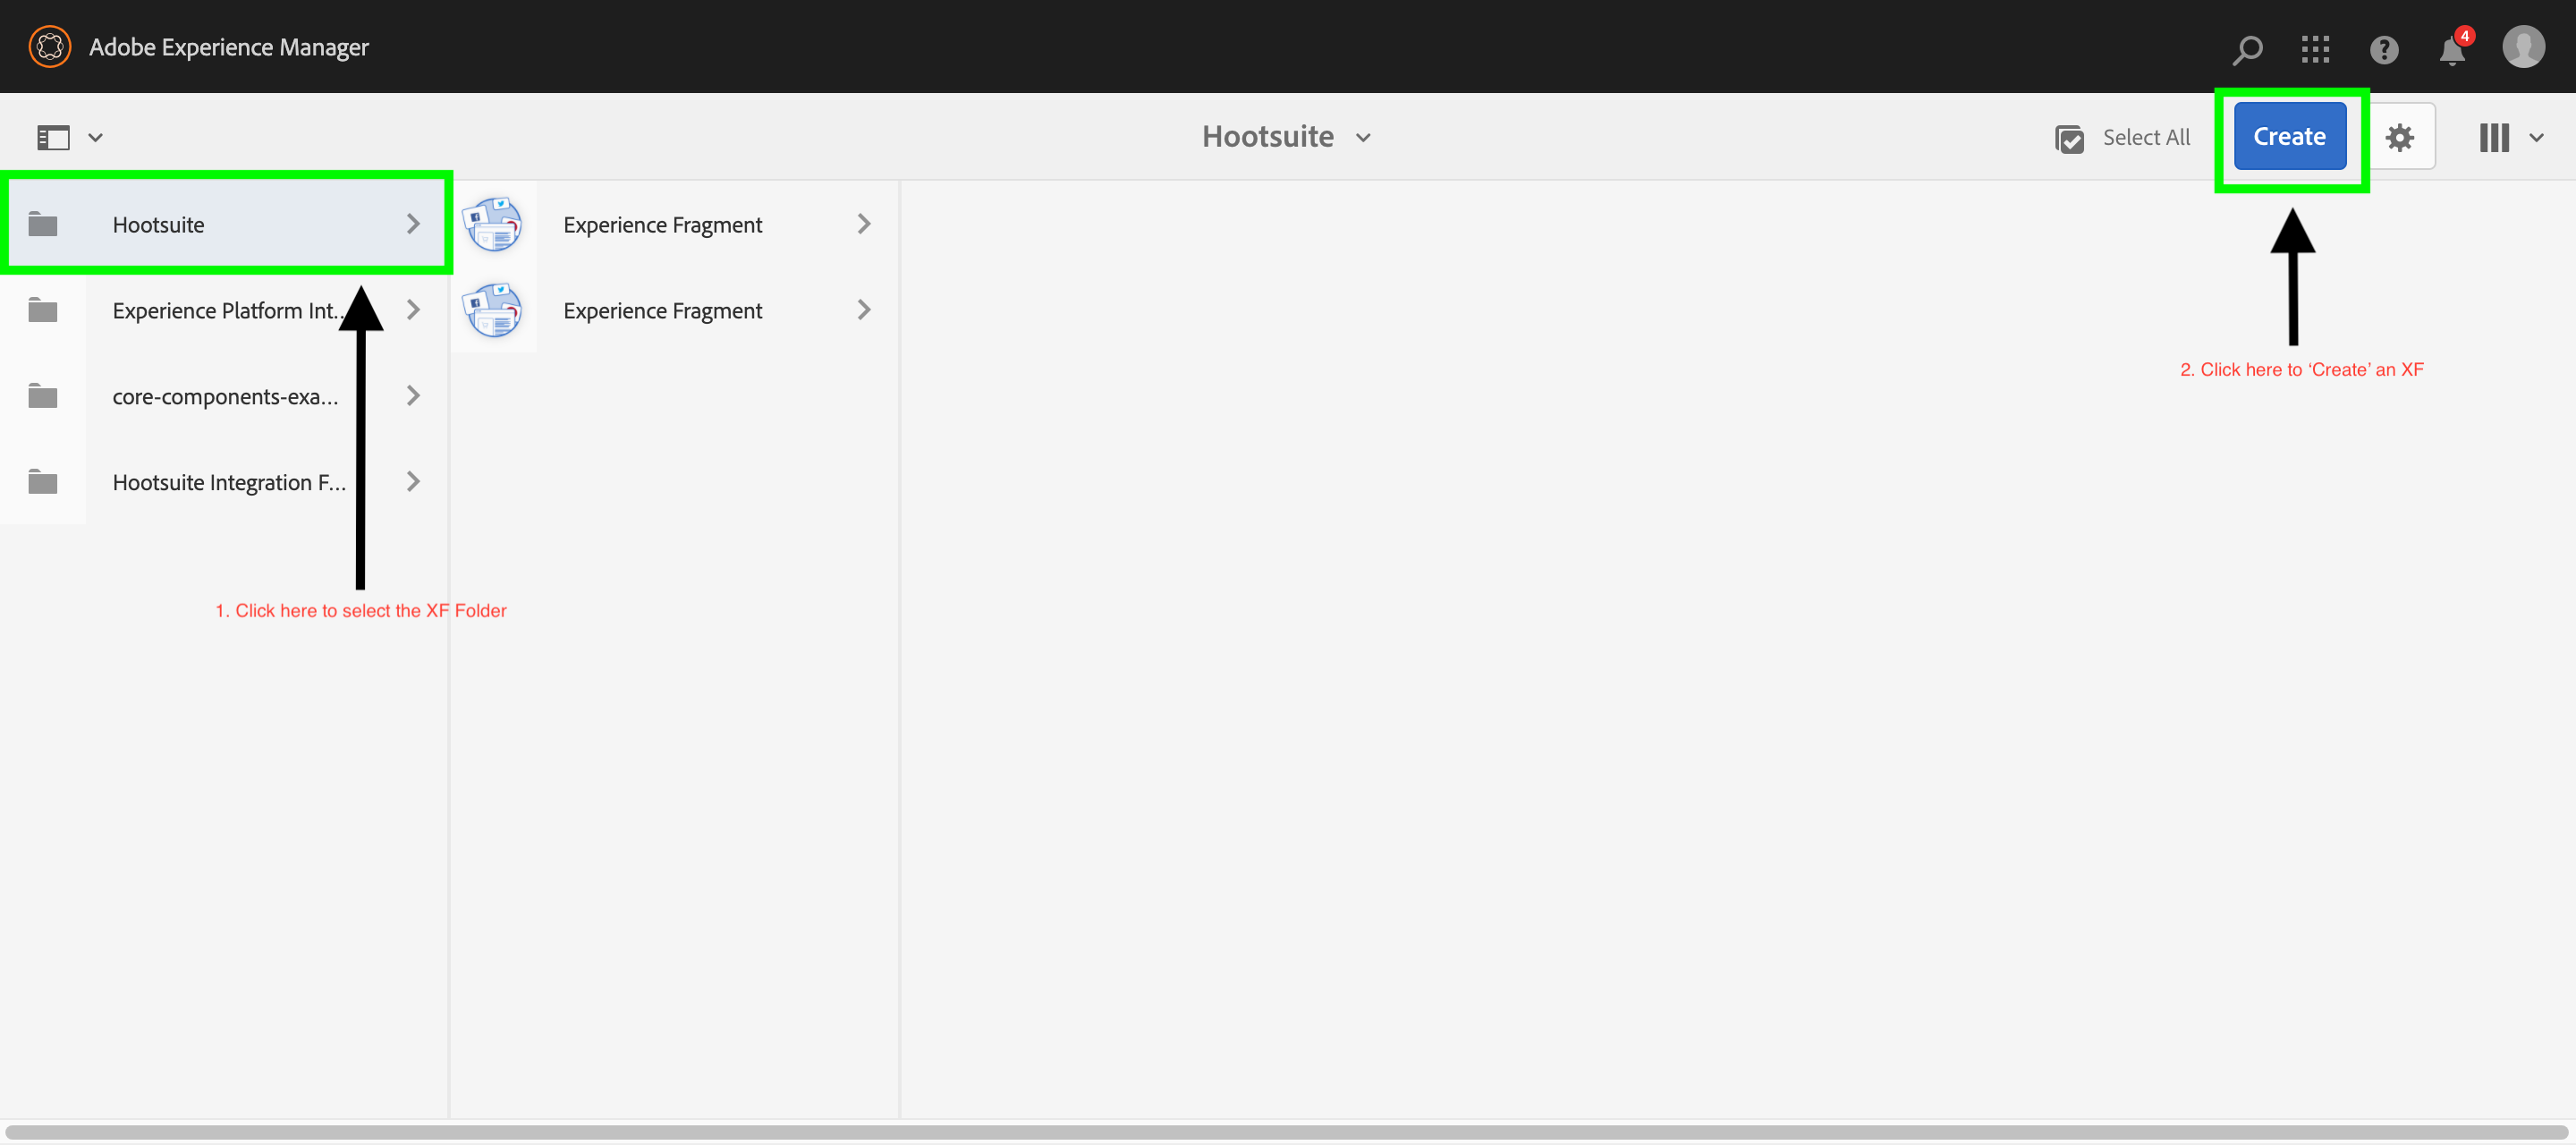 Adobe Experience Manager
4
Hootsuite
Select All
Create
Hootsuite
Experience Fragment
Experience Platform Int...
Experience Fragment
2. Click here to ‘Create’ an XF
core-components-exa...
Hootsuite Integration F...
1. Click here to select the XF Folder